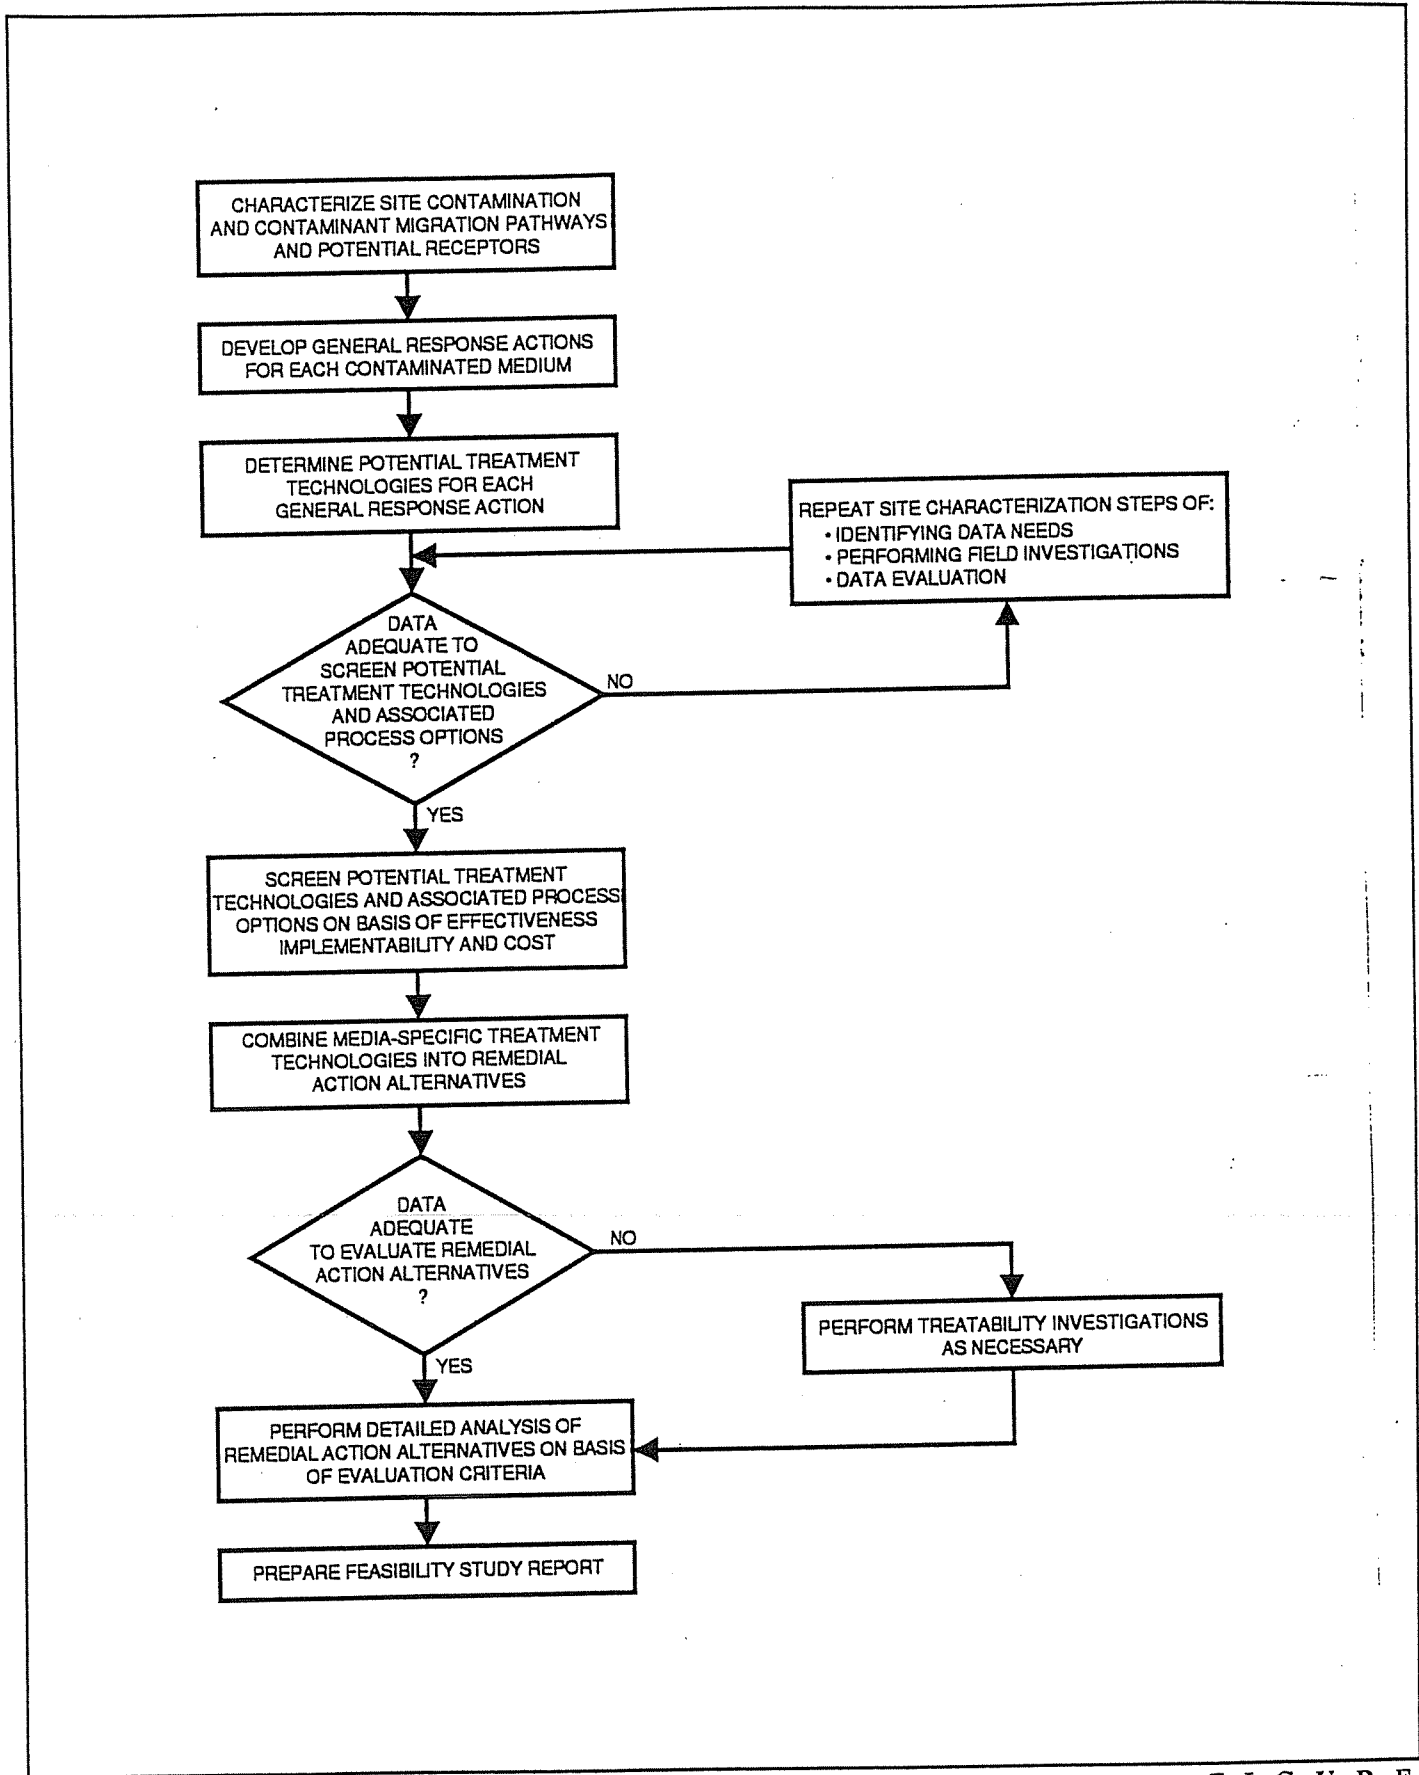 CHARACTERIZE SITE CONTAMINATION
AND CONTAMINANT MIGRATION PATHWAYS
AND POTENTIAL RECEPTORS
DEVELOP GENERAL RESPONSE ACTIONS
FOR EACH CONTAMINATED MEDIUM
DETERMINE POTENTIAL TREATMENT
TECHNOLOGIES FOR EACH
GENERAL RESPONSE ACTION
REPEAT SITE CHARACTERIZATION STEPS OF:
• IDENTIFYING DATA NEEDS
• PERFORMING FIELD INVESTIGATIONS
• DATA EVALUATION
DATA
ADEQUATE TO
SCREEN POTENTIAL
TREATMENT TECHNOLOGIES
AND ASSOCIATED
PROCESS OPTIONS
?
NO
YES
SCREEN POTENTIAL TREATMENT
TECHNOLOGIES AND ASSOCIATED PROCESS
OPTIONS ON BASIS OF EFFECTIVENESS
IMPLEMENTABILITY AND COST
COMBINE MEDIA-SPECIFIC TREATMENT
TECHNOLOGIES INTO REMEDIAL
ACTION ALTERNATIVES
DATA
ADEQUATE
TO EVALUATE REMEDIAL
ACTION ALTERNATIVES
?
NO
PERFORM TREATABILITY INVESTIGATIONS
AS NECESSARY
YES
PERFORM DETAILED ANALYSIS OF
REMEDIAL ACTION ALTERNATIVES ON BASIS
OF EVALUATION CRITERIA
PREPARE FEASIBILITY STUDY REPORT